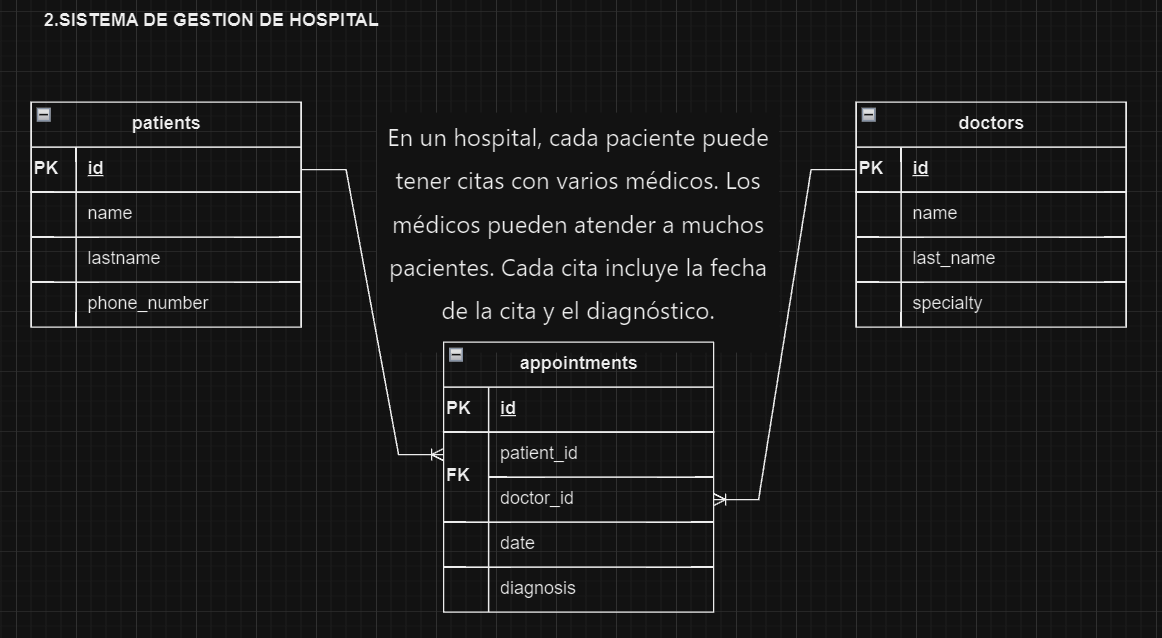 2.SISTEMA DE GESTION DE HOSPITAL
patients
PK id
name
lastname
phone_number
En un hospital, cada paciente puede
tener citas con varios médicos. Los
médicos pueden atender a muchos
pacientes. Cada cita incluye la fecha
de la cita y el diagnóstico.
doctors
PK id
name
last_name
specialty
appointments
PK id
patient_id
FK
doctor_id
date
diagnosis